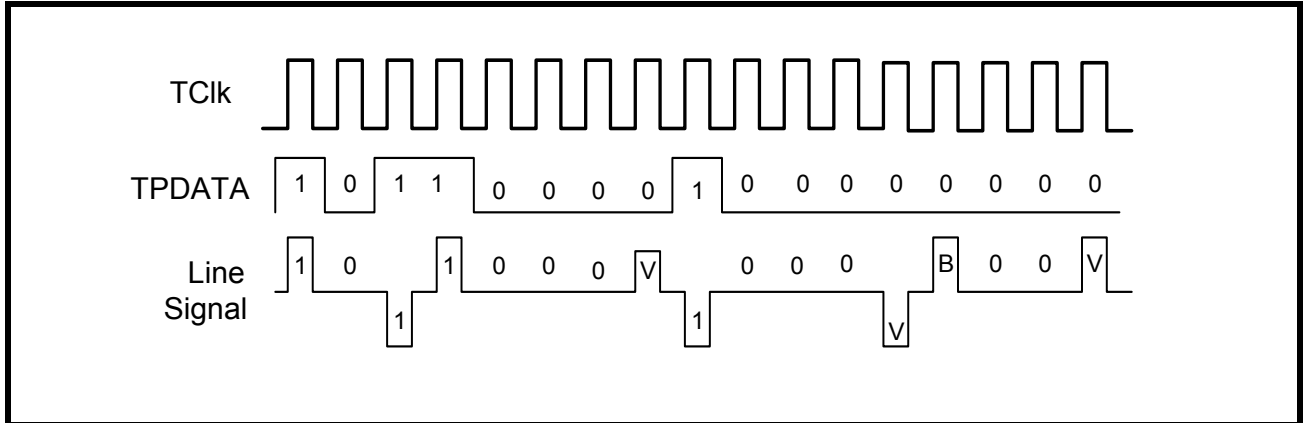 TClk
TPDATA 1 0 1 1 0 0 0 0 1 0 0 0 0 0 0 0 0
Line Signal 1 0 1 1 0 0 0 V 1 0 0 0 V B 0 0 V